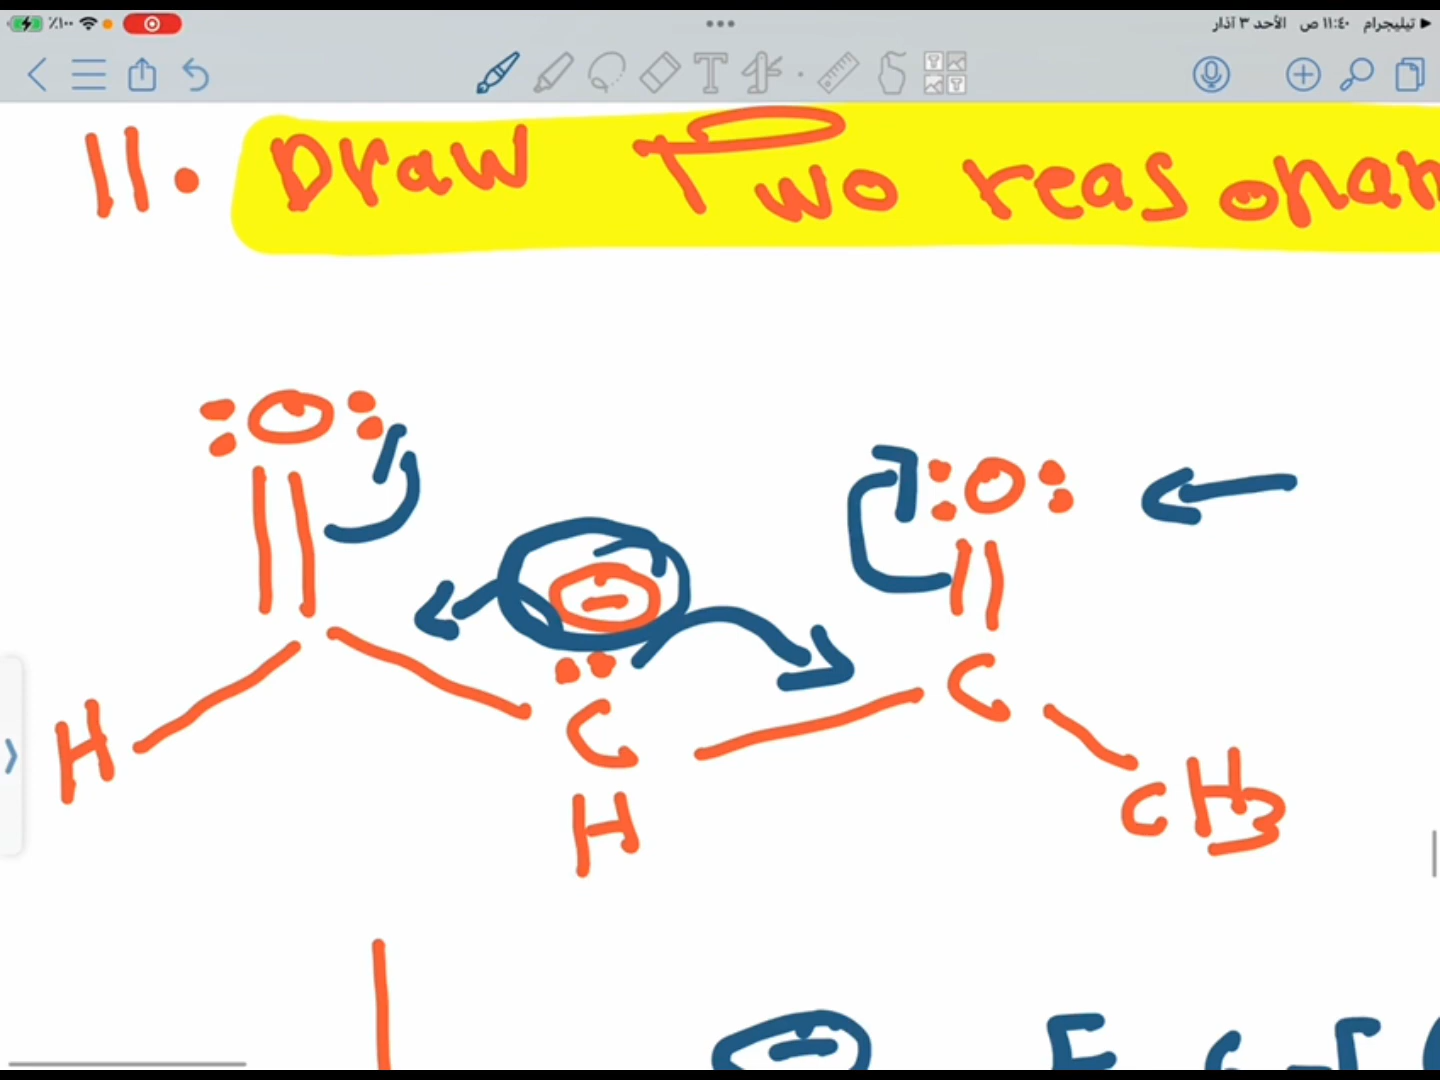 ٪١٠٠
الأحد ٣ آذار ١١:٤٠ ص تيليجرام ◀
T
11. Draw Two reasonan
:O:
:O:
⊖
C
C
H
H
CH3
⊖